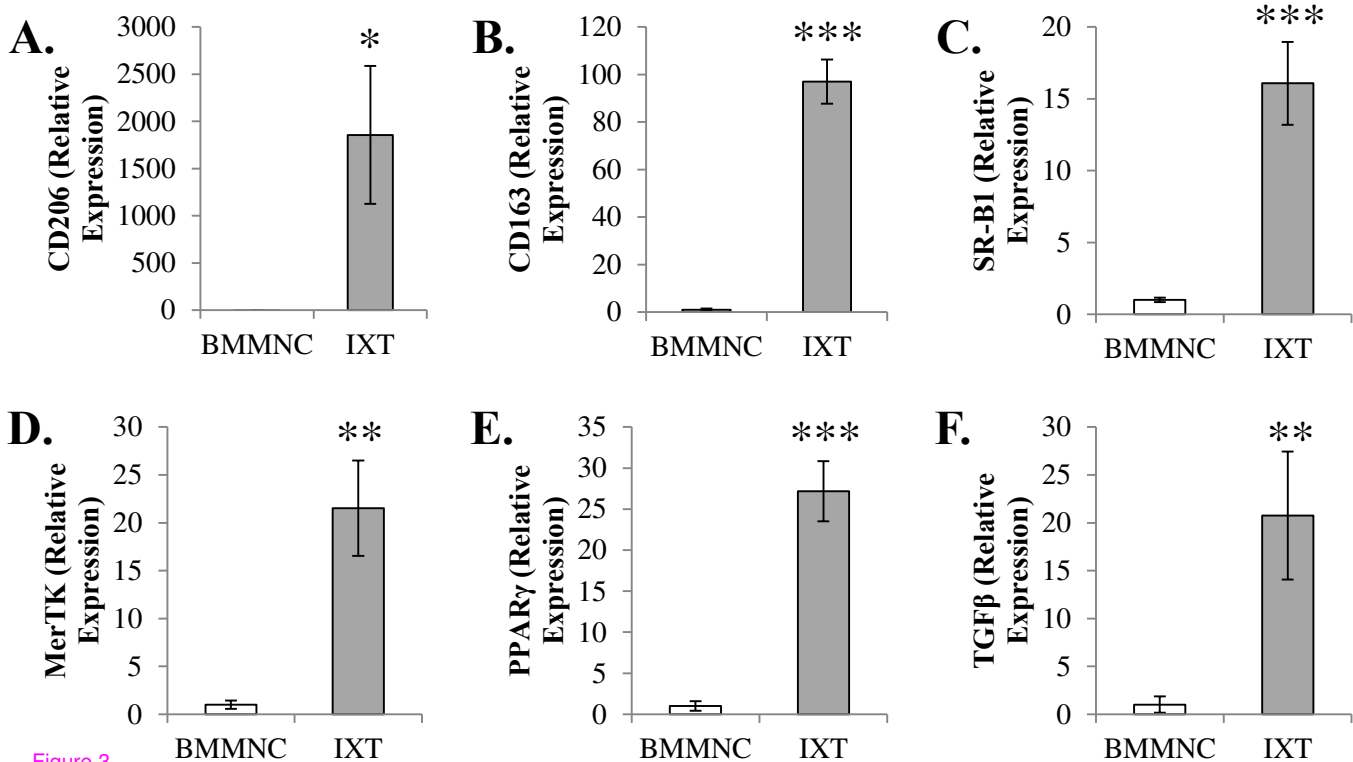 A.
CD206 (Relative
Expression)
3000
2500
2000
1500
1000
500
0
*
BMMNC IXT
B.
CD163 (Relative
Expression)
120
100
80
60
40
20
0
***
BMMNC IXT
C.
SR-B1 (Relative
Expression)
20
15
10
5
0
***
BMMNC IXT
D.
MerTK (Relative
Expression)
30
25
20
15
10
5
0
**
BMMNC IXT
E.
PPARγ (Relative
Expression)
35
30
25
20
15
10
5
0
***
BMMNC IXT
F.
TGFβ (Relative
Expression)
30
25
20
15
10
5
0
**
BMMNC IXT
Figure 3